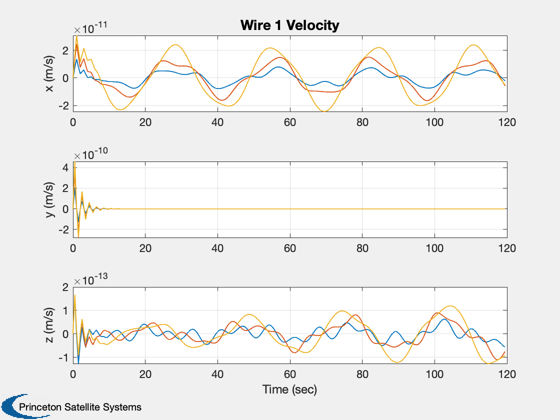 Wire 1 Velocity
×10⁻¹¹
x (m/s)
2
0
-2
0 20 40 60 80 100 120
×10⁻¹⁰
y (m/s)
4
2
0
-2
0 20 40 60 80 100 120
×10⁻¹³
z (m/s)
2
1
0
-1
0 20 40 60 80 100 120
Time (sec)
Princeton Satellite Systems